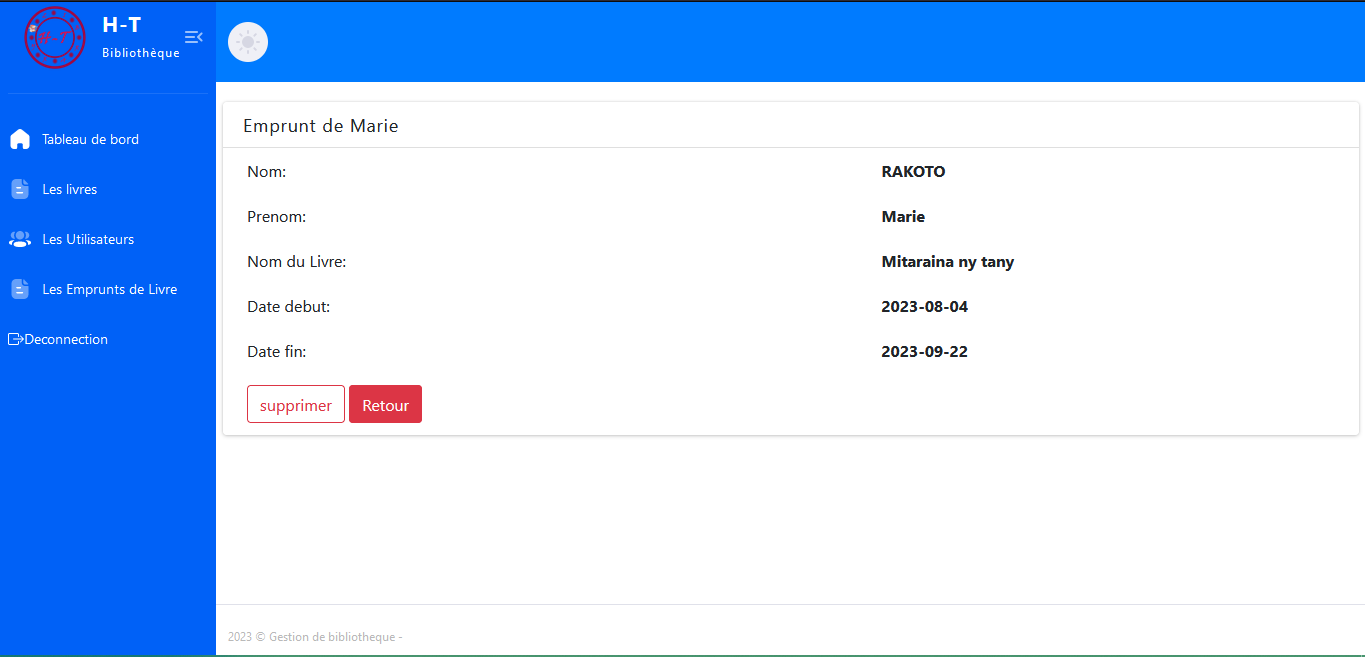 H-T
H-T
Bibliothèque
Tableau de bord
Les livres
Les Utilisateurs
Les Emprunts de Livre
Deconnection
Emprunt de Marie
Nom: RAKOTO
Prenom: Marie
Nom du Livre: Mitaraina ny tany
Date debut: 2023-08-04
Date fin: 2023-09-22
supprimer Retour
2023 © Gestion de bibliotheque -